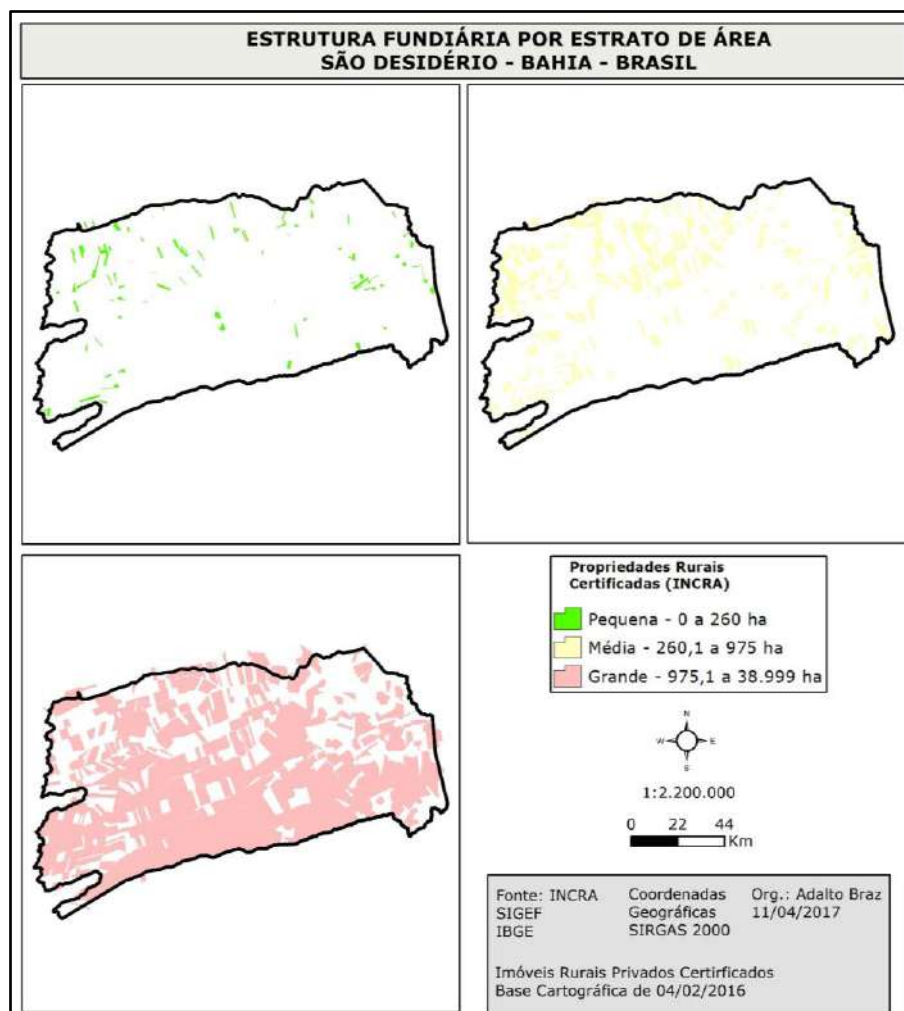 ESTRUTURA FUNDIÁRIA POR ESTRATO DE ÁREA
SÃO DESIDÉRIO - BAHIA - BRASIL
Propriedades Rurais
Certificadas (INCRA)
Pequena - 0 a 260 ha
Média - 260,1 a 975 ha
Grande - 975,1 a 38.999 ha
N
W E
S
1:2.200.000
0 22 44
Km
Fonte: INCRA
SIGEF
IBGE
Coordenadas
Geográficas
SIRGAS 2000
Org.: Adalto Braz
11/04/2017
Imóveis Rurais Privados Certirficados
Base Cartográfica de 04/02/2016